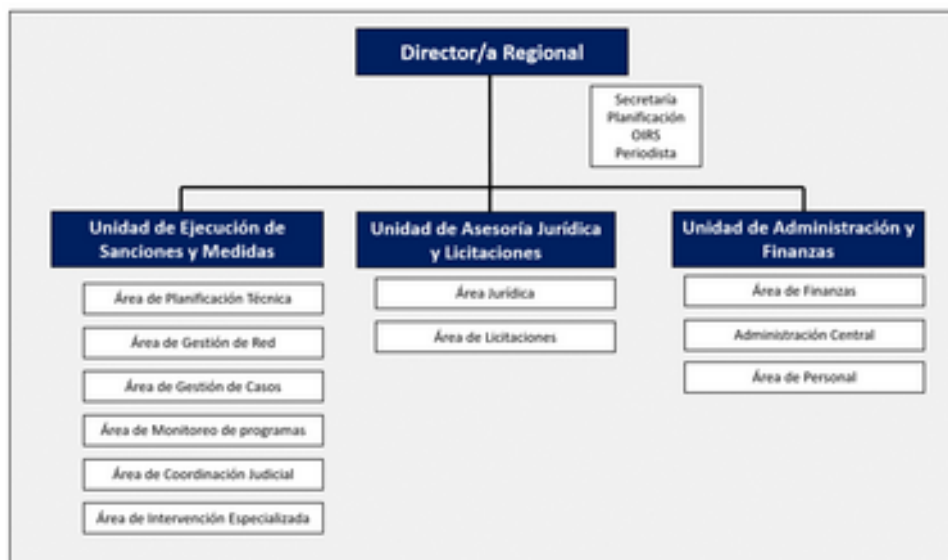 Director/a Regional
Secretaría
Planificación
OIRS
Periodista
Unidad de Ejecución de
Sanciones y Medidas
Área de Planificación Técnica
Área de Gestión de Red
Área de Gestión de Casos
Área de Monitoreo de programas
Área de Coordinación Judicial
Área de Intervención Especializada
Unidad de Asesoría Jurídica
y Licitaciones
Área Jurídica
Área de Licitaciones
Unidad de Administración y
Finanzas
Área de Finanzas
Administración Central
Área de Personal